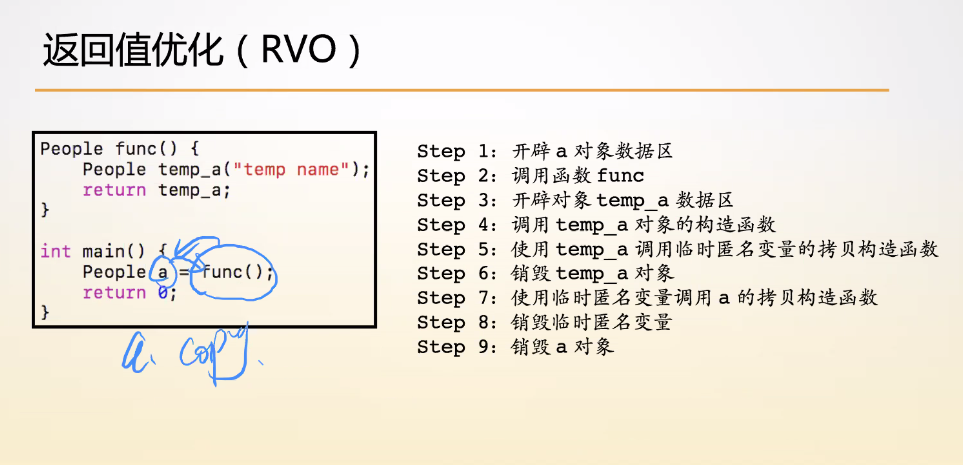 返回值优化（RVO）
People func() {
People temp_a("temp name");
return temp_a;
}
int main() {
People a = func();
return 0;
}
a. copy.
Step 1: 开辟 a 对象数据区
Step 2: 调用函数 func
Step 3: 开辟对象 temp_a 数据区
Step 4: 调用 temp_a 对象的构造函数
Step 5: 使用 temp_a 调用临时匿名变量的拷贝构造函数
Step 6: 销毁 temp_a 对象
Step 7: 使用临时匿名变量调用 a 的拷贝构造函数
Step 8: 销毁临时匿名变量
Step 9: 销毁 a 对象